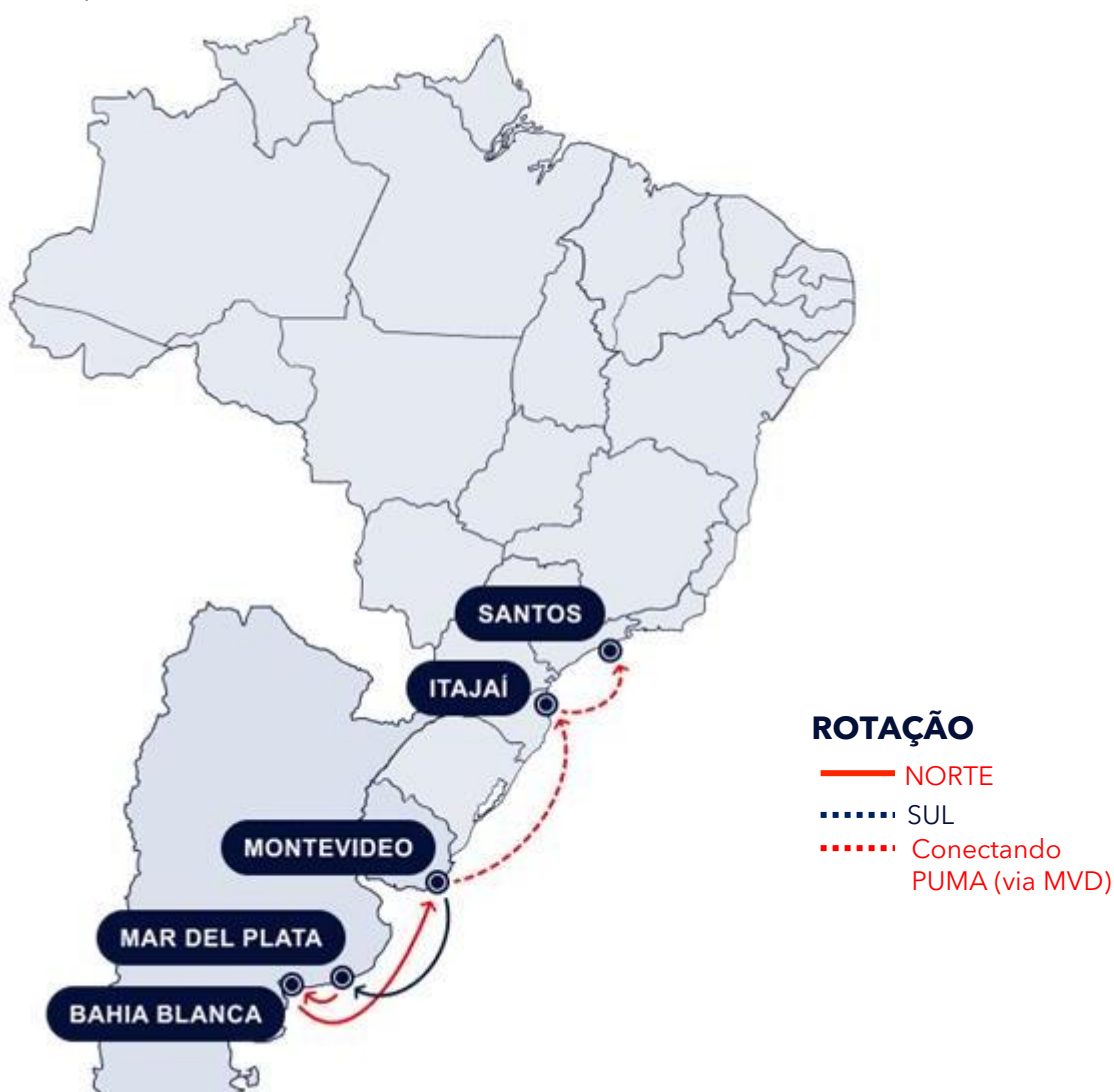 SANTOS
ITAJAÍ
MONTEVIDEO
MAR DEL PLATA
BAHIA BLANCA
ROTAÇÃO
NORTE
SUL
Conectando
PUMA (via MVD)